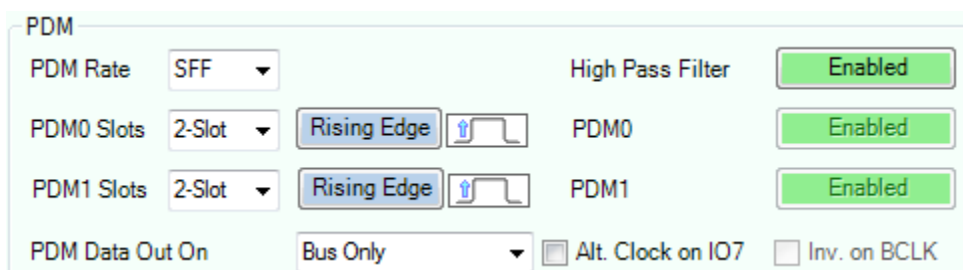 PDM
PDM Rate SFF High Pass Filter Enabled
PDM0 Slots 2-Slot Rising Edge PDM0 Enabled
PDM1 Slots 2-Slot Rising Edge PDM1 Enabled
PDM Data Out On Bus Only Alt. Clock on IO7 Inv. on BCLK